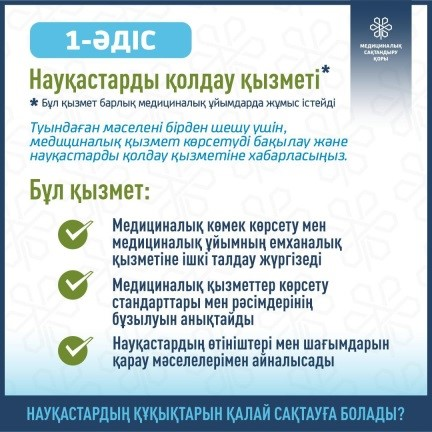 1-ӘДІС
МЕДИЦИНАЛЫҚ
САҚТАНДЫРУ
ҚОРЫ
Науқастарды қолдау қызметі*
* Бұл қызмет барлық медициналық ұйымдарда жұмыс істейді
Туындаған мәселені бірден шешу үшін,
медициналық қызмет көрсетуді бақылау және
науқастарды қолдау қызметіне хабарласыңыз.
Бұл қызмет:
Медициналық көмек көрсету мен
медициналық ұйымның емханалық
қызметіне ішкі талдау жүргізеді
Медициналық қызметтер көрсету
стандарттары мен рәсімдерінің
бұзылуын анықтайды
Науқастардың өтініштері мен шағымдарын
қарау мәселелерімен айналысады
НАУҚАСТАРДЫҢ ҚҰҚЫҚТАРЫН ҚАЛАЙ САҚТАУҒА БОЛАДЫ?